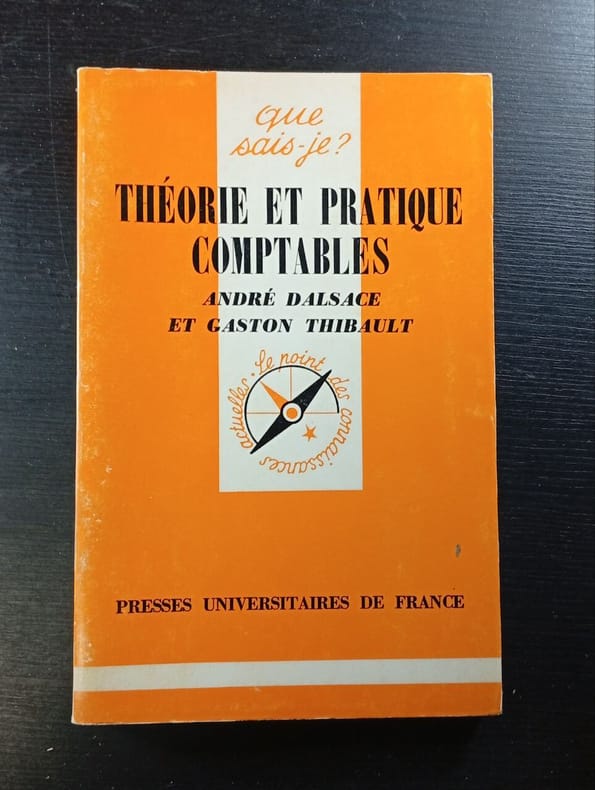 que
sais-je?
THÉORIE ET PRATIQUE
COMPTABLES
ANDRÉ DALSACE
ET GASTON THIBAULT
Le point des connaissances actuelles
PRESSES UNIVERSITAIRES DE FRANCE